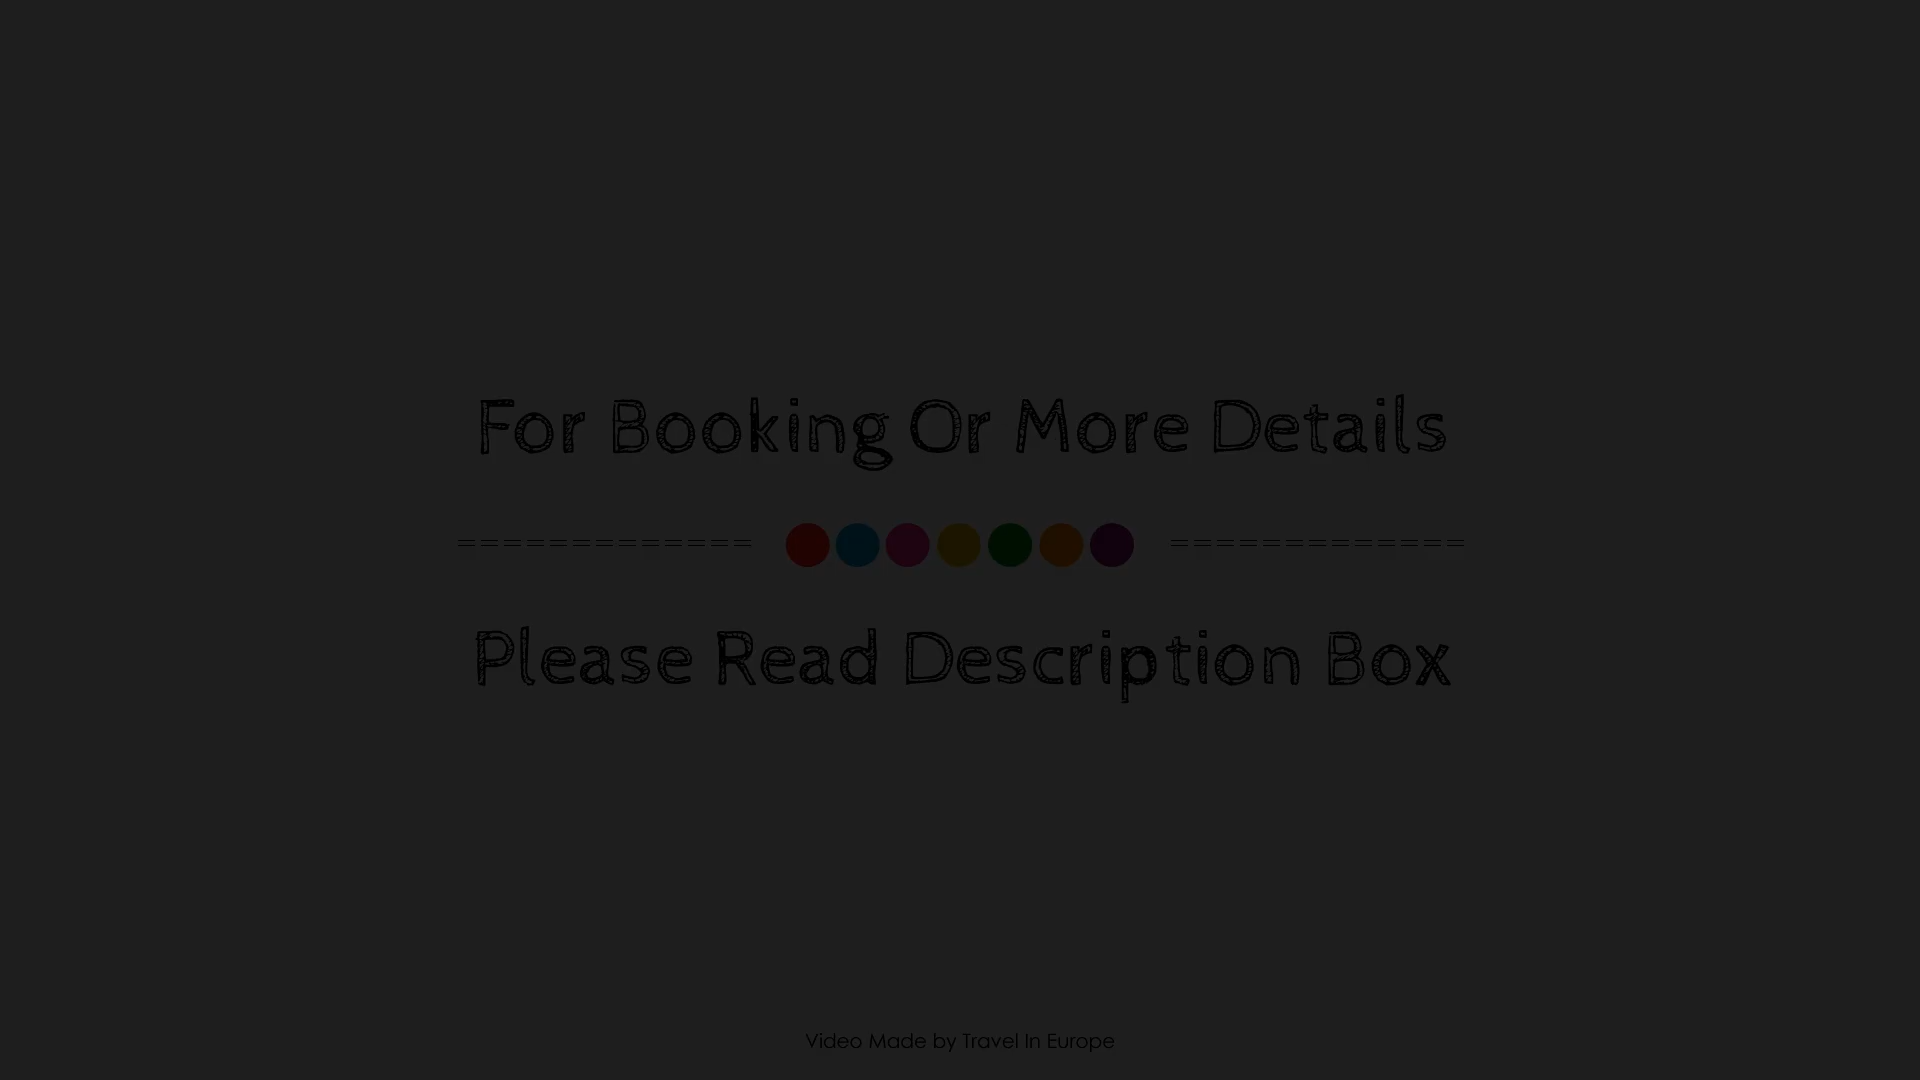 For Booking Or More Details
============= =============
Please Read Description Box
Video Made by Travel In Europe